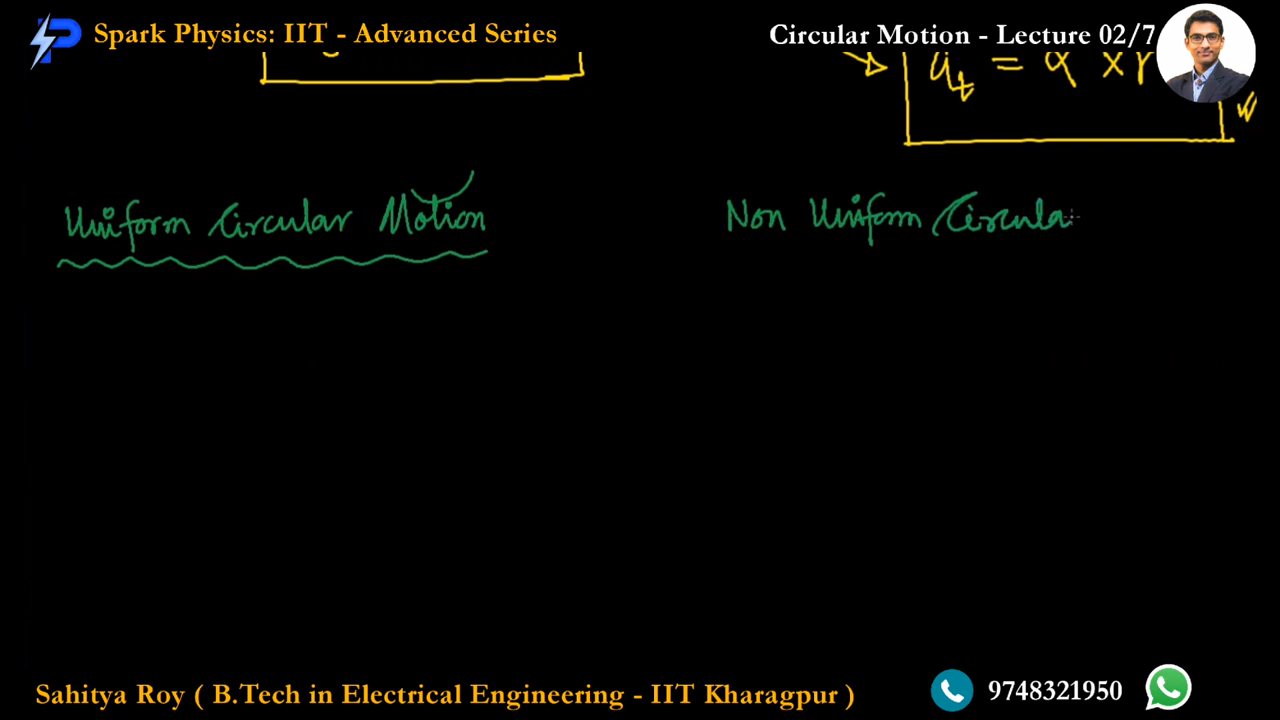 Spark Physics: IIT - Advanced Series
Circular Motion - Lecture 02/7
a_t = α × r
Uniform Circular Motion
Non Uniform Circula
Sahitya Roy ( B.Tech in Electrical Engineering - IIT Kharagpur )
9748321950